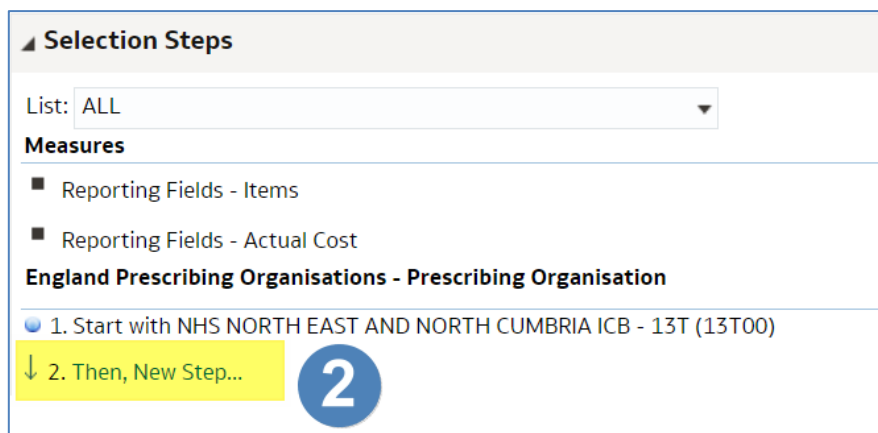 Selection Steps
List: ALL
Measures
Reporting Fields - Items
Reporting Fields - Actual Cost
England Prescribing Organisations - Prescribing Organisation
1. Start with NHS NORTH EAST AND NORTH CUMBRIA ICB - 13T (13T00)
2. Then, New Step...
2